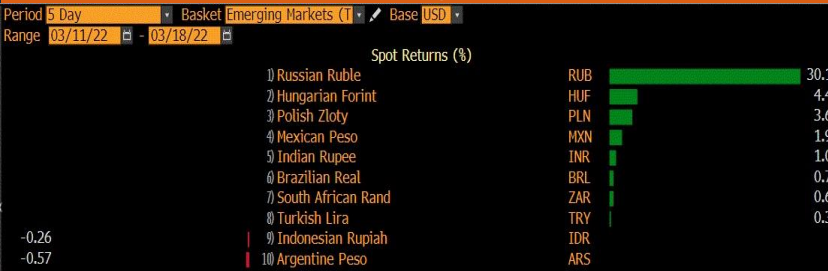 Period 5 Day Basket Emerging Markets (T Base USD
Range 03/11/22 - 03/18/22
Spot Returns (%)
1) Russian Ruble RUB 30.1
2) Hungarian Forint HUF 4.4
3) Polish Zloty PLN 3.6
4) Mexican Peso MXN 1.9
5) Indian Rupee INR 1.0
6) Brazilian Real BRL 0.7
7) South African Rand ZAR 0.6
8) Turkish Lira TRY 0.3
-0.26 9) Indonesian Rupiah IDR
-0.57 10) Argentine Peso ARS